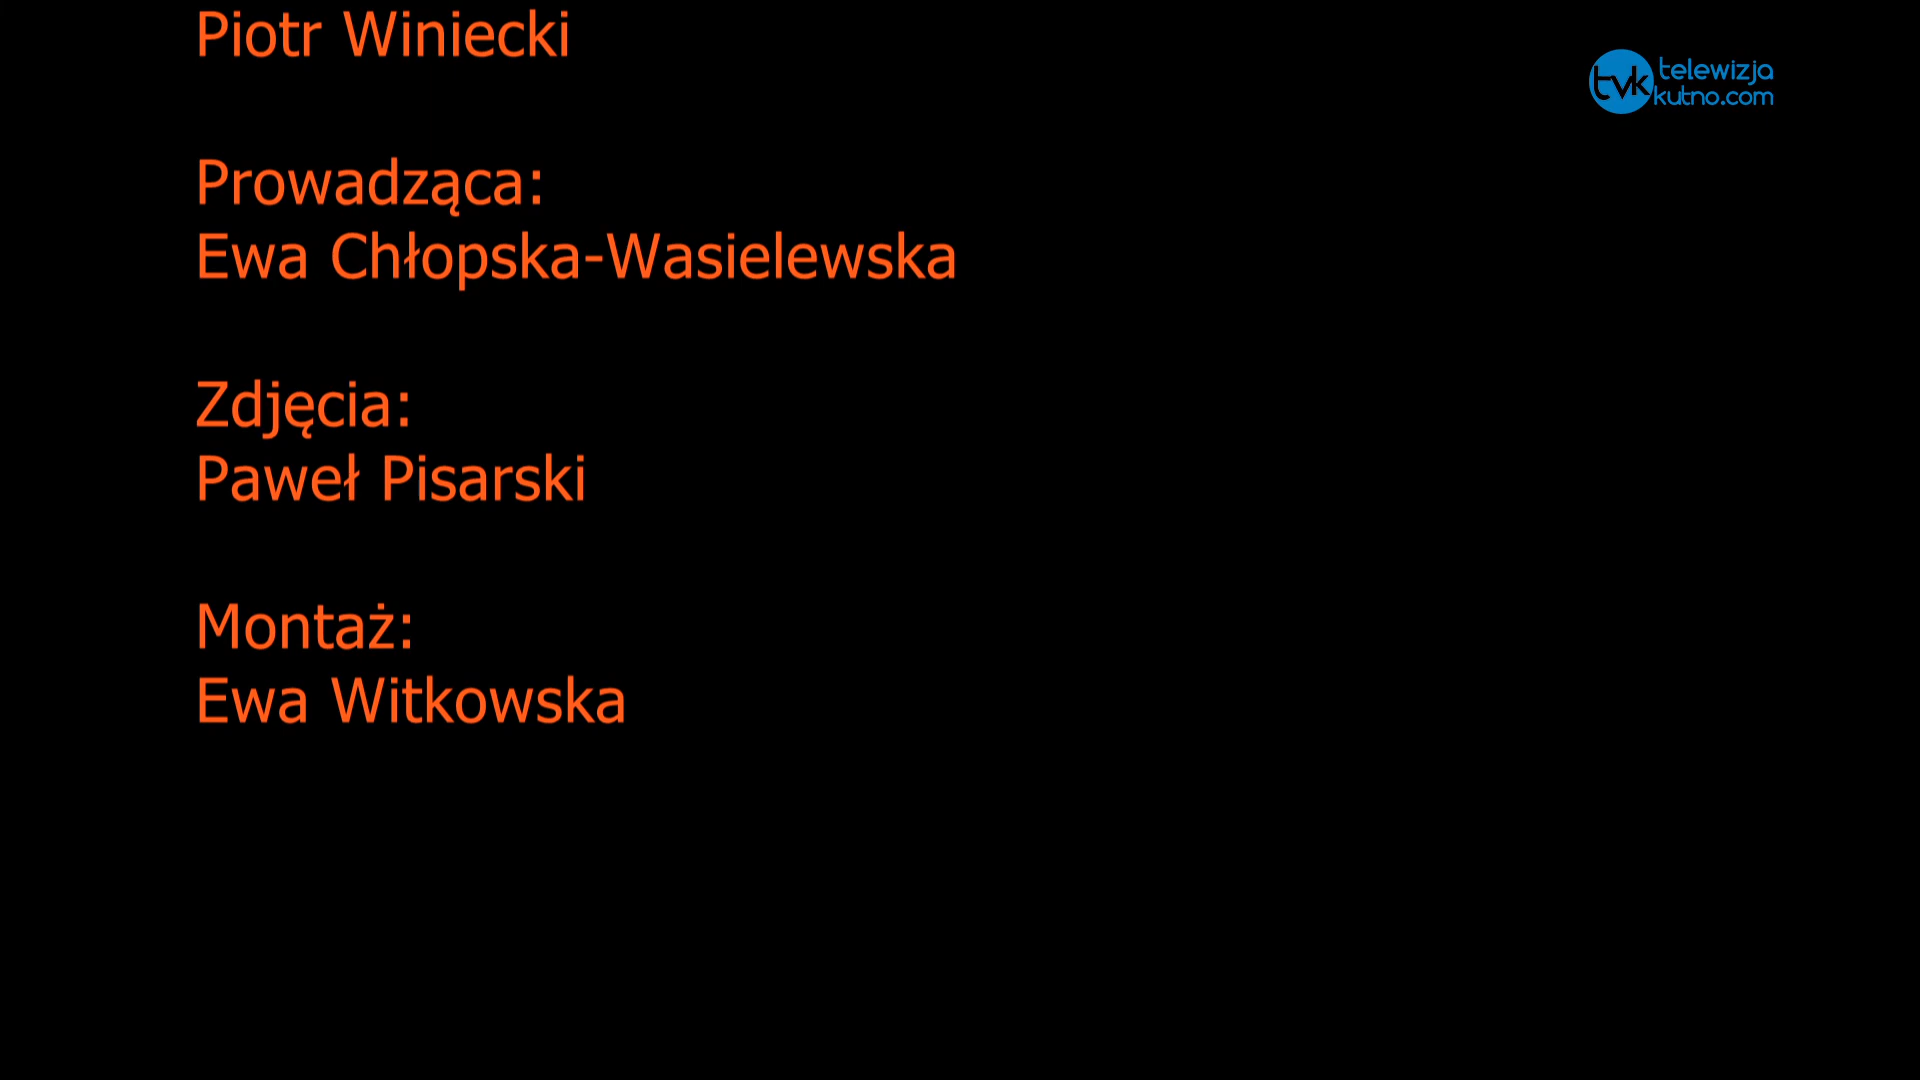 Piotr Winiecki
tvk telewizja
kutno.com
Prowadząca:
Ewa Chłopska-Wasielewska
Zdjęcia:
Paweł Pisarski
Montaż:
Ewa Witkowska